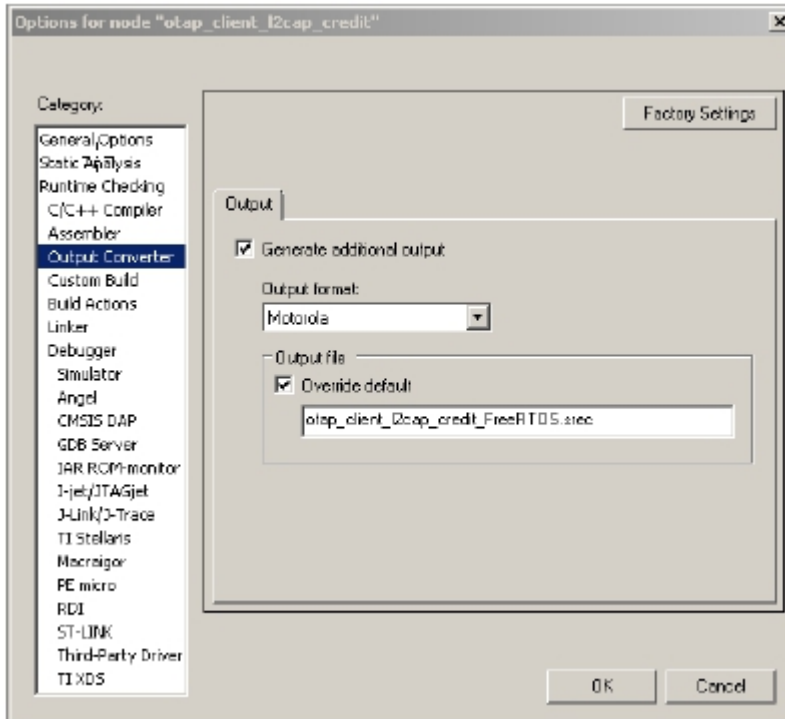 Options for node "otap_client_l2cap_credit"
Category:
Factory Settings
General Options
Static Analysis
Runtime Checking
C/C++ Compiler
Assembler
Output Converter
Custom Build
Build Actions
Linker
Debugger
Simulator
Angel
CMSIS DAP
GDB Server
IAR ROM-monitor
I-jet/JTAGjet
J-Link/J-Trace
TI Stellaris
Macraigor
PE micro
RDI
ST-LINK
Third-Party Driver
TI XDS
Output
Generate additional output
Output format:
Motorola
Output file
Override default
otap_client_l2cap_credit_FreeRTOS.srec
OK
Cancel